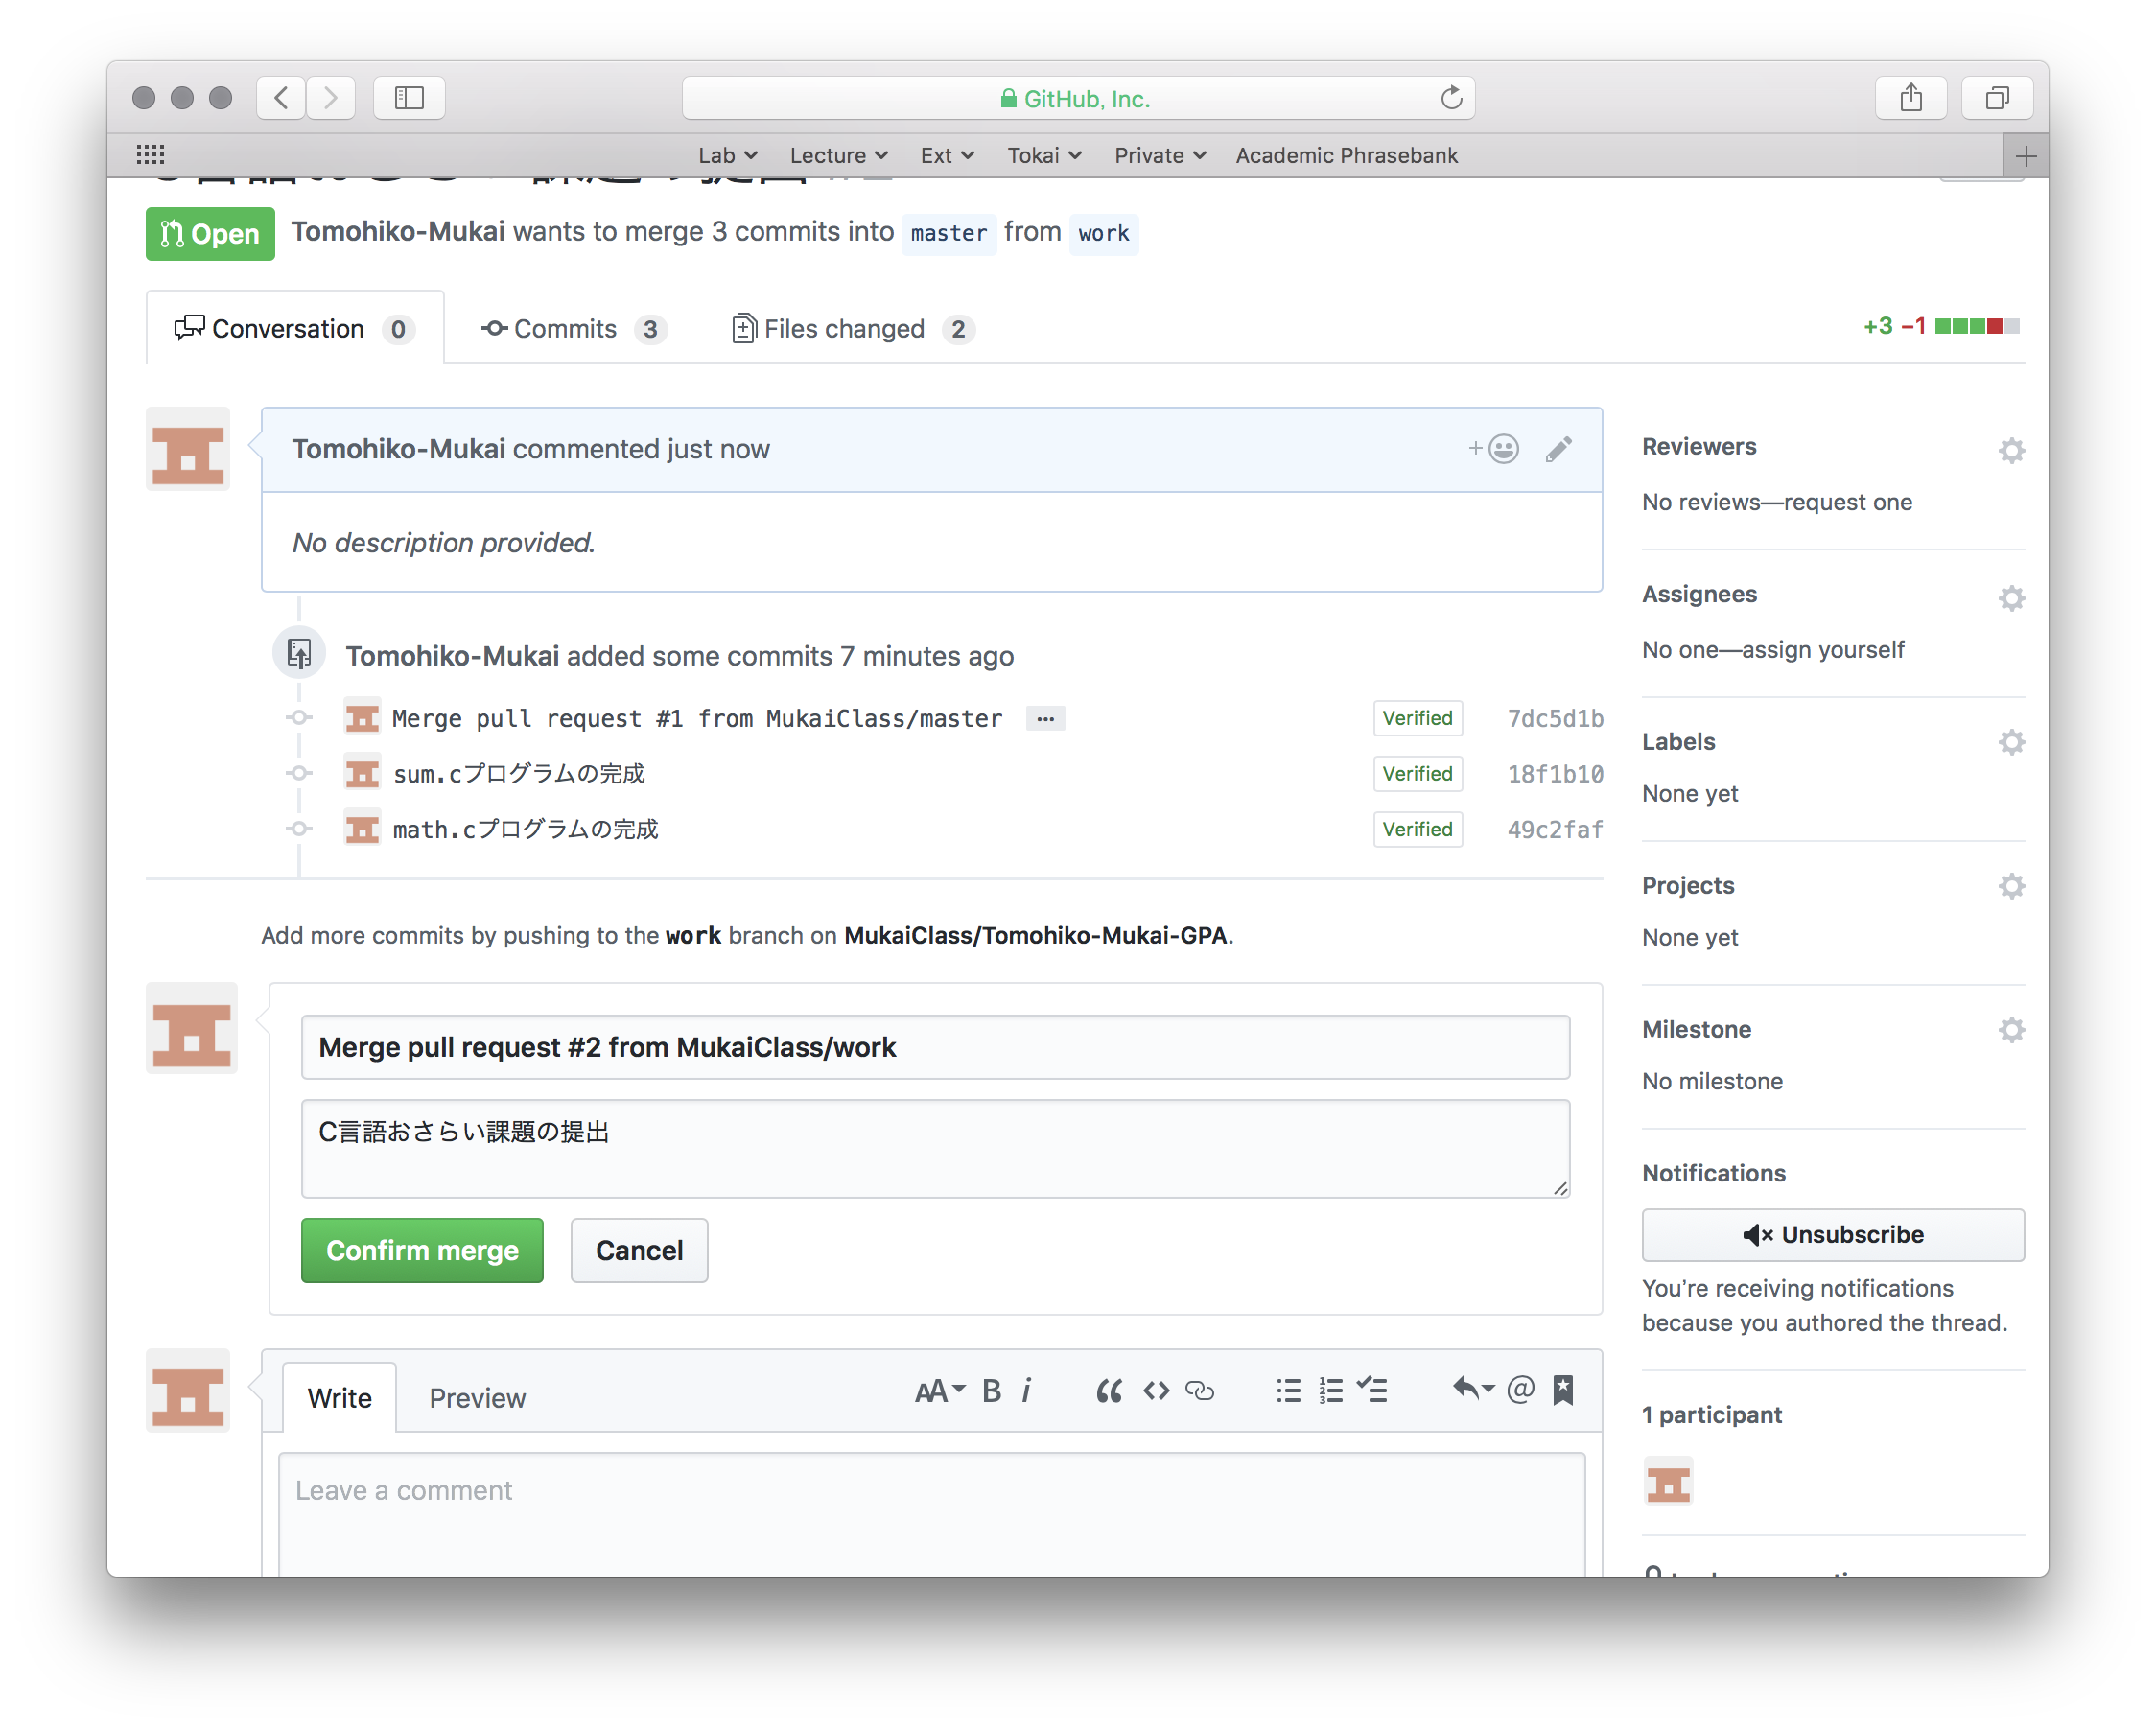 GitHub, Inc.
Lab Lecture Ext Tokai Private Academic Phrasebank
Open Tomohiko-Mukai wants to merge 3 commits into master from work
Conversation 0 Commits 3 Files changed 2 +3 −1
Tomohiko-Mukai commented just now
No description provided.
Tomohiko-Mukai added some commits 7 minutes ago
Merge pull request #1 from MukaiClass/master ... Verified 7dc5d1b
sum.cプログラムの完成 Verified 18f1b10
math.cプログラムの完成 Verified 49c2faf
Add more commits by pushing to the work branch on MukaiClass/Tomohiko-Mukai-GPA.
Merge pull request #2 from MukaiClass/work
C言語おさらい課題の提出
Confirm merge Cancel
Write Preview
Leave a comment
Reviewers
No reviews—request one
Assignees
No one—assign yourself
Labels
None yet
Projects
None yet
Milestone
No milestone
Notifications
Unsubscribe
You’re receiving notifications
because you authored the thread.
1 participant